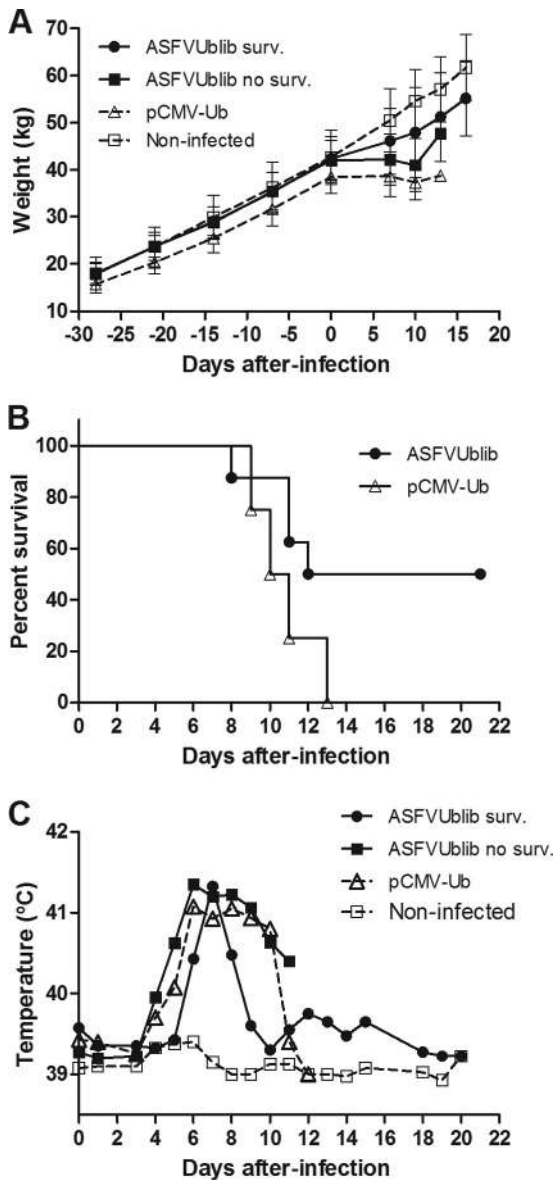 A
ASFVUblib surv.
ASFVUblib no surv.
pCMV-Ub
Non-infected
Weight (kg)
70
60
50
40
30
20
10
-30 -25 -20 -15 -10 -5 0 5 10 15 20
Days after-infection
B
ASFVUblib
pCMV-Ub
Percent survival
100
80
60
40
20
0
0 2 4 6 8 10 12 14 16 18 20 22
Days after-infection
C
ASFVUblib surv.
ASFVUblib no surv.
pCMV-Ub
Non-infected
Temperature (°C)
42
41
40
39
0 2 4 6 8 10 12 14 16 18 20 22
Days after-infection